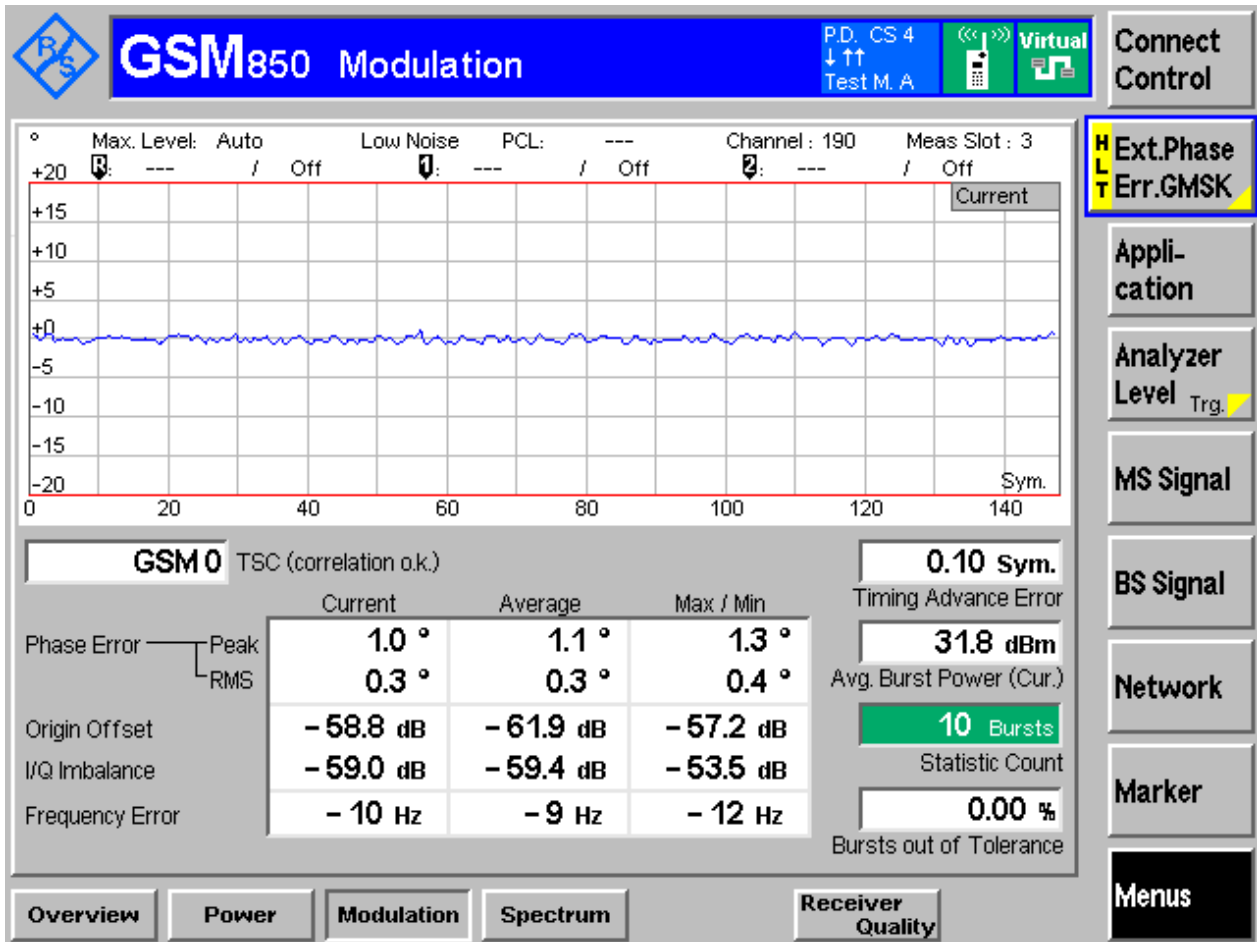 R/S
GSM850 Modulation
P.D. CS 4
↓ ↑↑
Test M. A
Virtual
Connect
Control
° Max. Level: Auto Low Noise PCL: --- Channel : 190 Meas Slot : 3
R: --- / Off 1: --- / Off 2: --- / Off
Current
+20
+15
+10
+5
+0
-5
-10
-15
-20
Sym.
0 20 40 60 80 100 120 140
HLT
Ext.Phase
Err.GMSK
Appli-
cation
Analyzer
Level Trg.
MS Signal
BS Signal
Network
Marker
Menus
GSM 0 TSC (correlation o.k.)
Current Average Max / Min
Phase Error Peak 1.0 ° 1.1 ° 1.3 °
RMS 0.3 ° 0.3 ° 0.4 °
Origin Offset – 58.8 dB – 61.9 dB – 57.2 dB
I/Q Imbalance – 59.0 dB – 59.4 dB – 53.5 dB
Frequency Error – 10 Hz – 9 Hz – 12 Hz
0.10 Sym.
Timing Advance Error
31.8 dBm
Avg. Burst Power (Cur.)
10 Bursts
Statistic Count
0.00 %
Bursts out of Tolerance
Overview Power Modulation Spectrum
Receiver
Quality